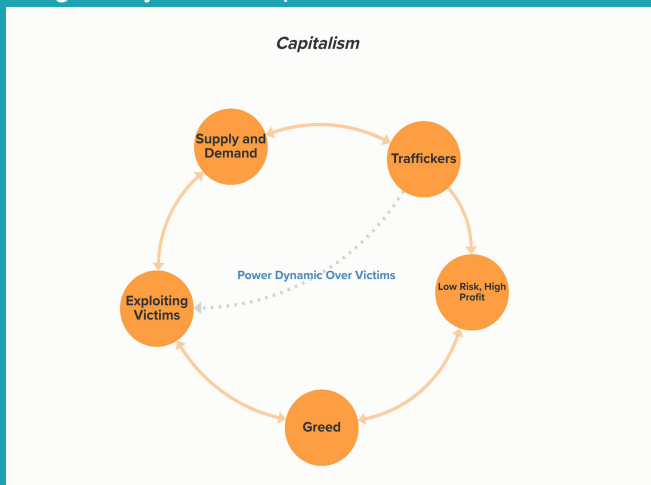 Capitalism
Supply and
Demand
Traffickers
Power Dynamic Over Victims
Low Risk, High
Profit
Exploiting
Victims
Greed